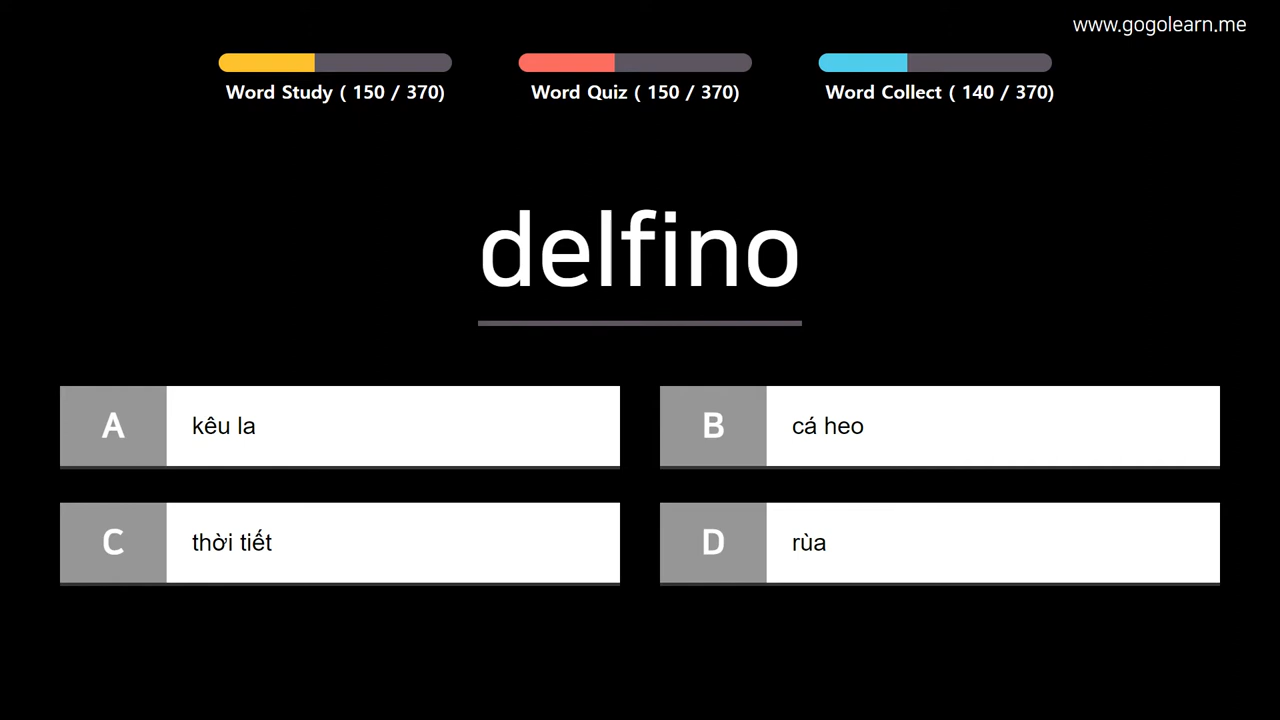 www.gogolearn.me
Word Study ( 150 / 370)
Word Quiz ( 150 / 370)
Word Collect ( 140 / 370)
delfino
A kêu la
B cá heo
C thời tiết
D rùa